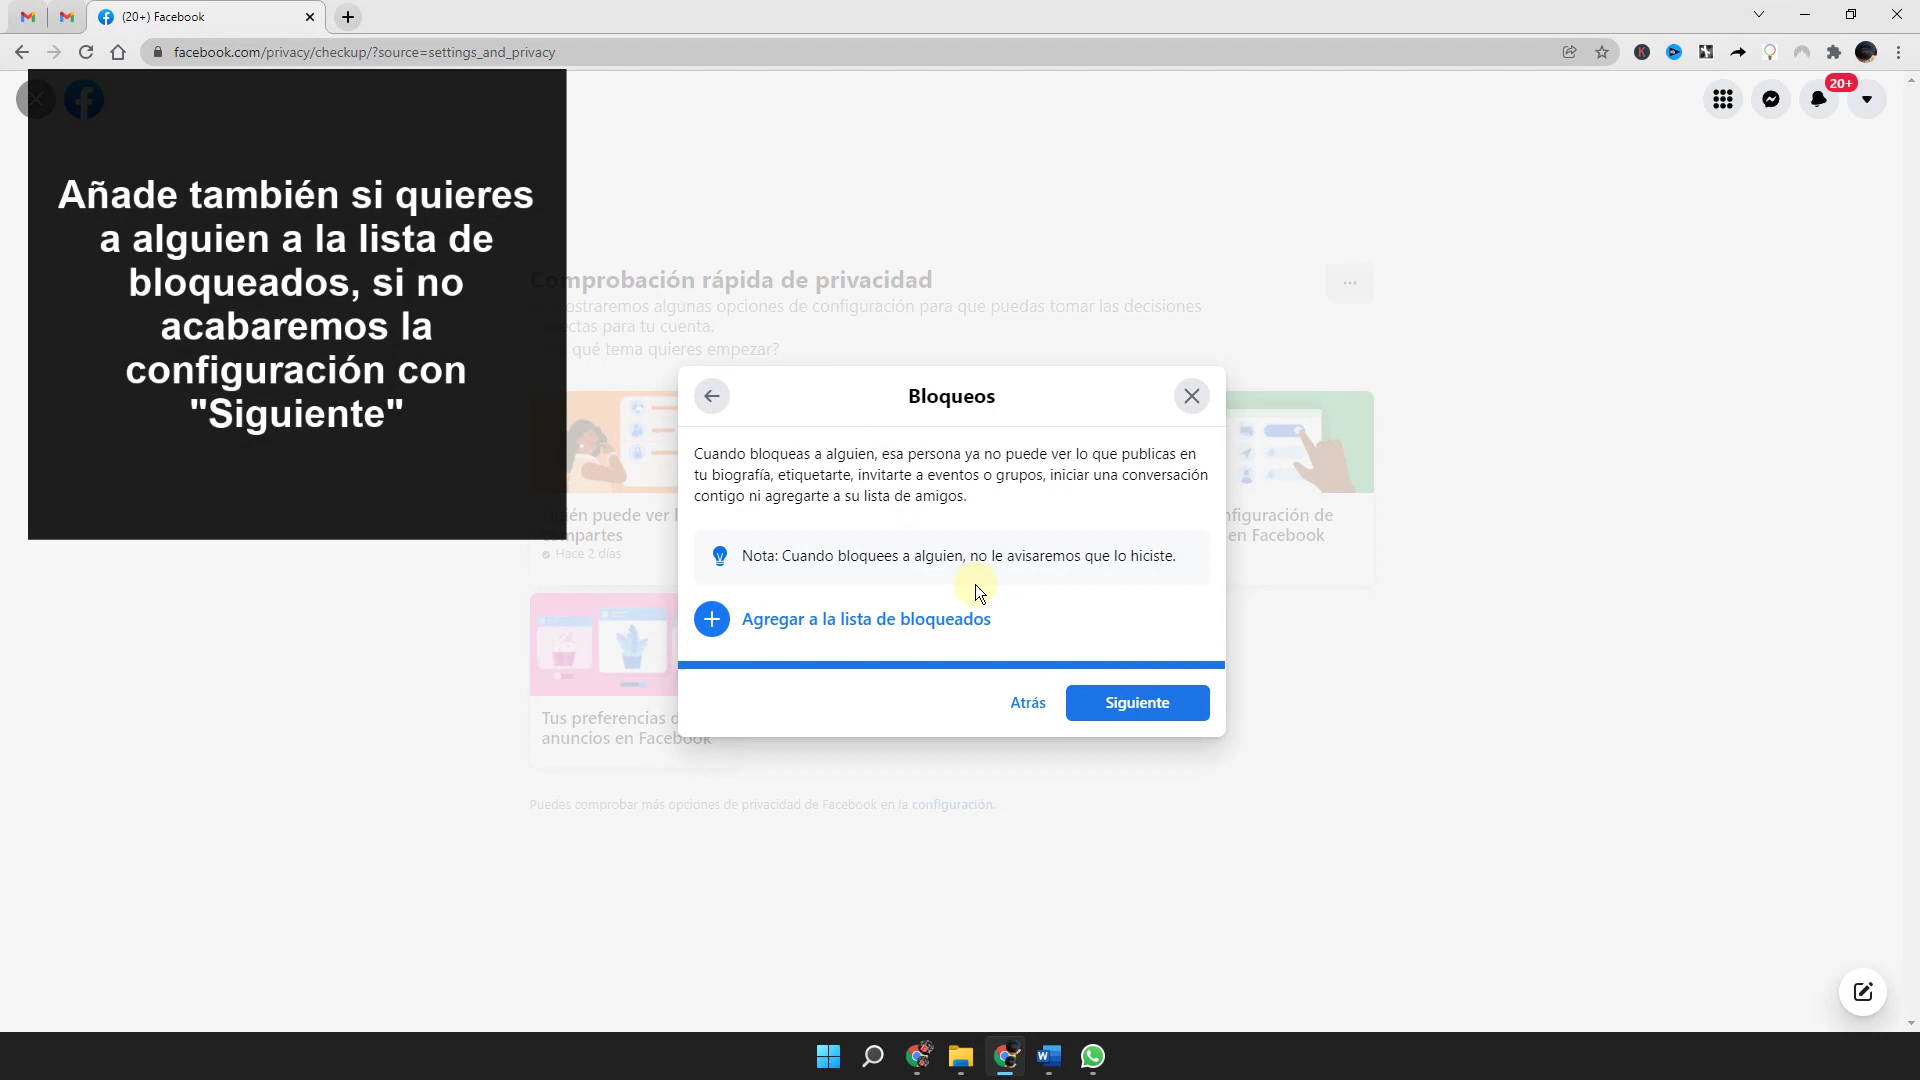 (20+) Facebook
facebook.com/privacy/checkup/?source=settings_and_privacy
20+
Añade también si quieres
a alguien a la lista de
bloqueados, si no
acabaremos la
configuración con
"Siguiente"
Comprobación rápida de privacidad
ostraremos algunas opciones de configuración para que puedas tomar las decisiones
ectas para tu cuenta.
qué tema quieres empezar?
Bloqueos
Cuando bloqueas a alguien, esa persona ya no puede ver lo que publicas en
tu biografía, etiquetarte, invitarte a eventos o grupos, iniciar una conversación
contigo ni agregarte a su lista de amigos.
Nota: Cuando bloquees a alguien, no le avisaremos que lo hiciste.
Agregar a la lista de bloqueados
Atrás
Siguiente
ién puede ver l
mpartes
Hace 2 días
nfiguración de
en Facebook
Tus preferencias d
anuncios en Facebook
Puedes comprobar más opciones de privacidad de Facebook en la configuración.